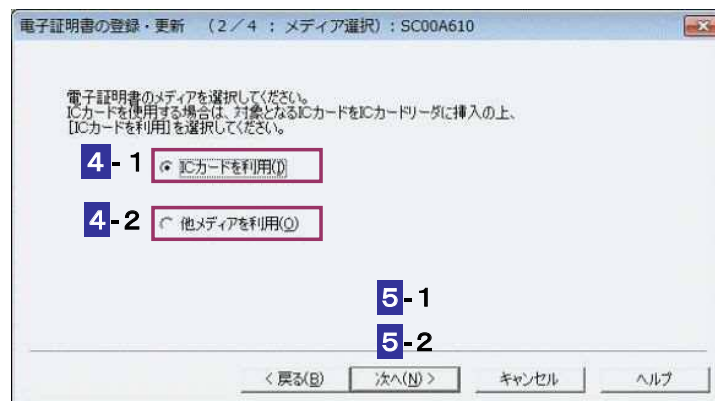 電子証明書の登録・更新 (2/4 : メディア選択) : SC00A610
電子証明書のメディアを選択してください。
ICカードを使用する場合は、対象となるICカードをICカードリーダに挿入の上、
[ICカードを利用]を選択してください。
4-1 ICカードを利用(I)
4-2 他メディアを利用(O)
5-1
5-2
< 戻る(B) 次へ(N) > キャンセル ヘルプ